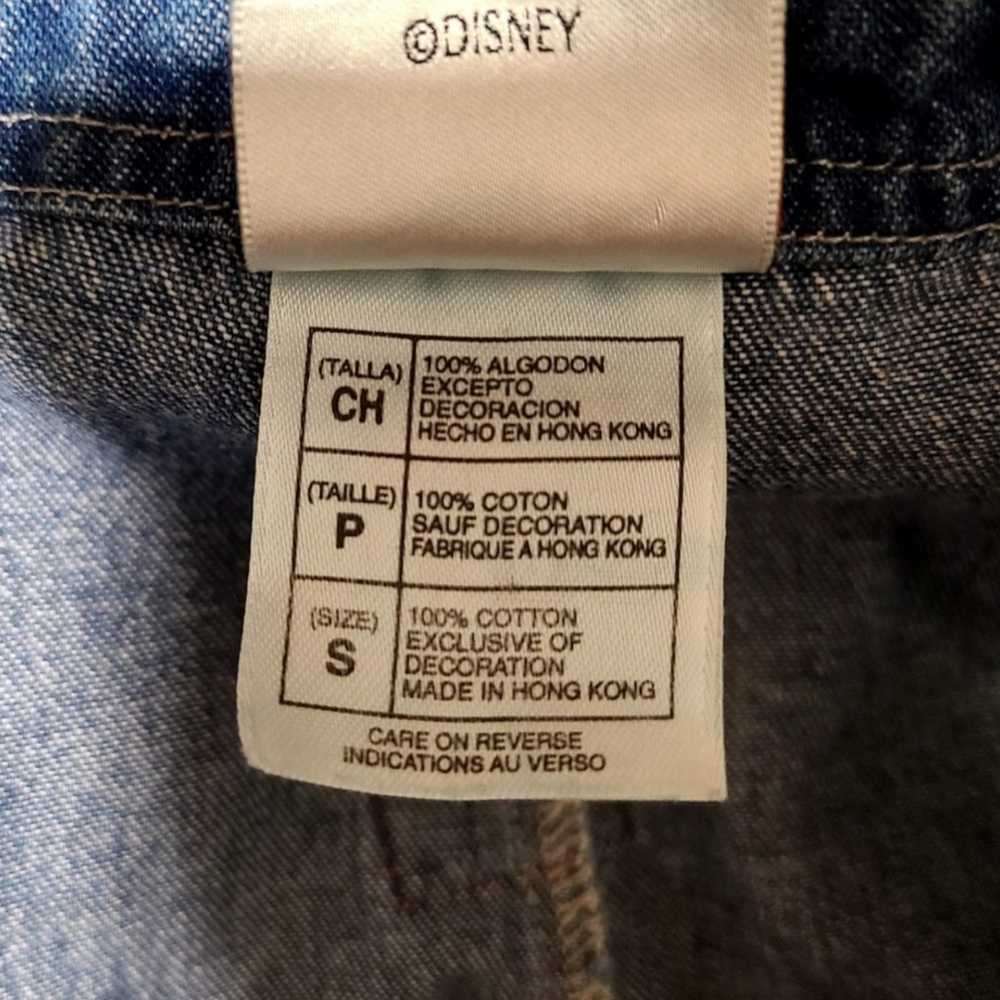 ©DISNEY
(TALLA)
CH
100% ALGODON
EXCEPTO
DECORACION
HECHO EN HONG KONG
(TAILLE)
P
100% COTON
SAUF DECORATION
FABRIQUE A HONG KONG
(SIZE)
S
100% COTTON
EXCLUSIVE OF
DECORATION
MADE IN HONG KONG
CARE ON REVERSE
INDICATIONS AU VERSO